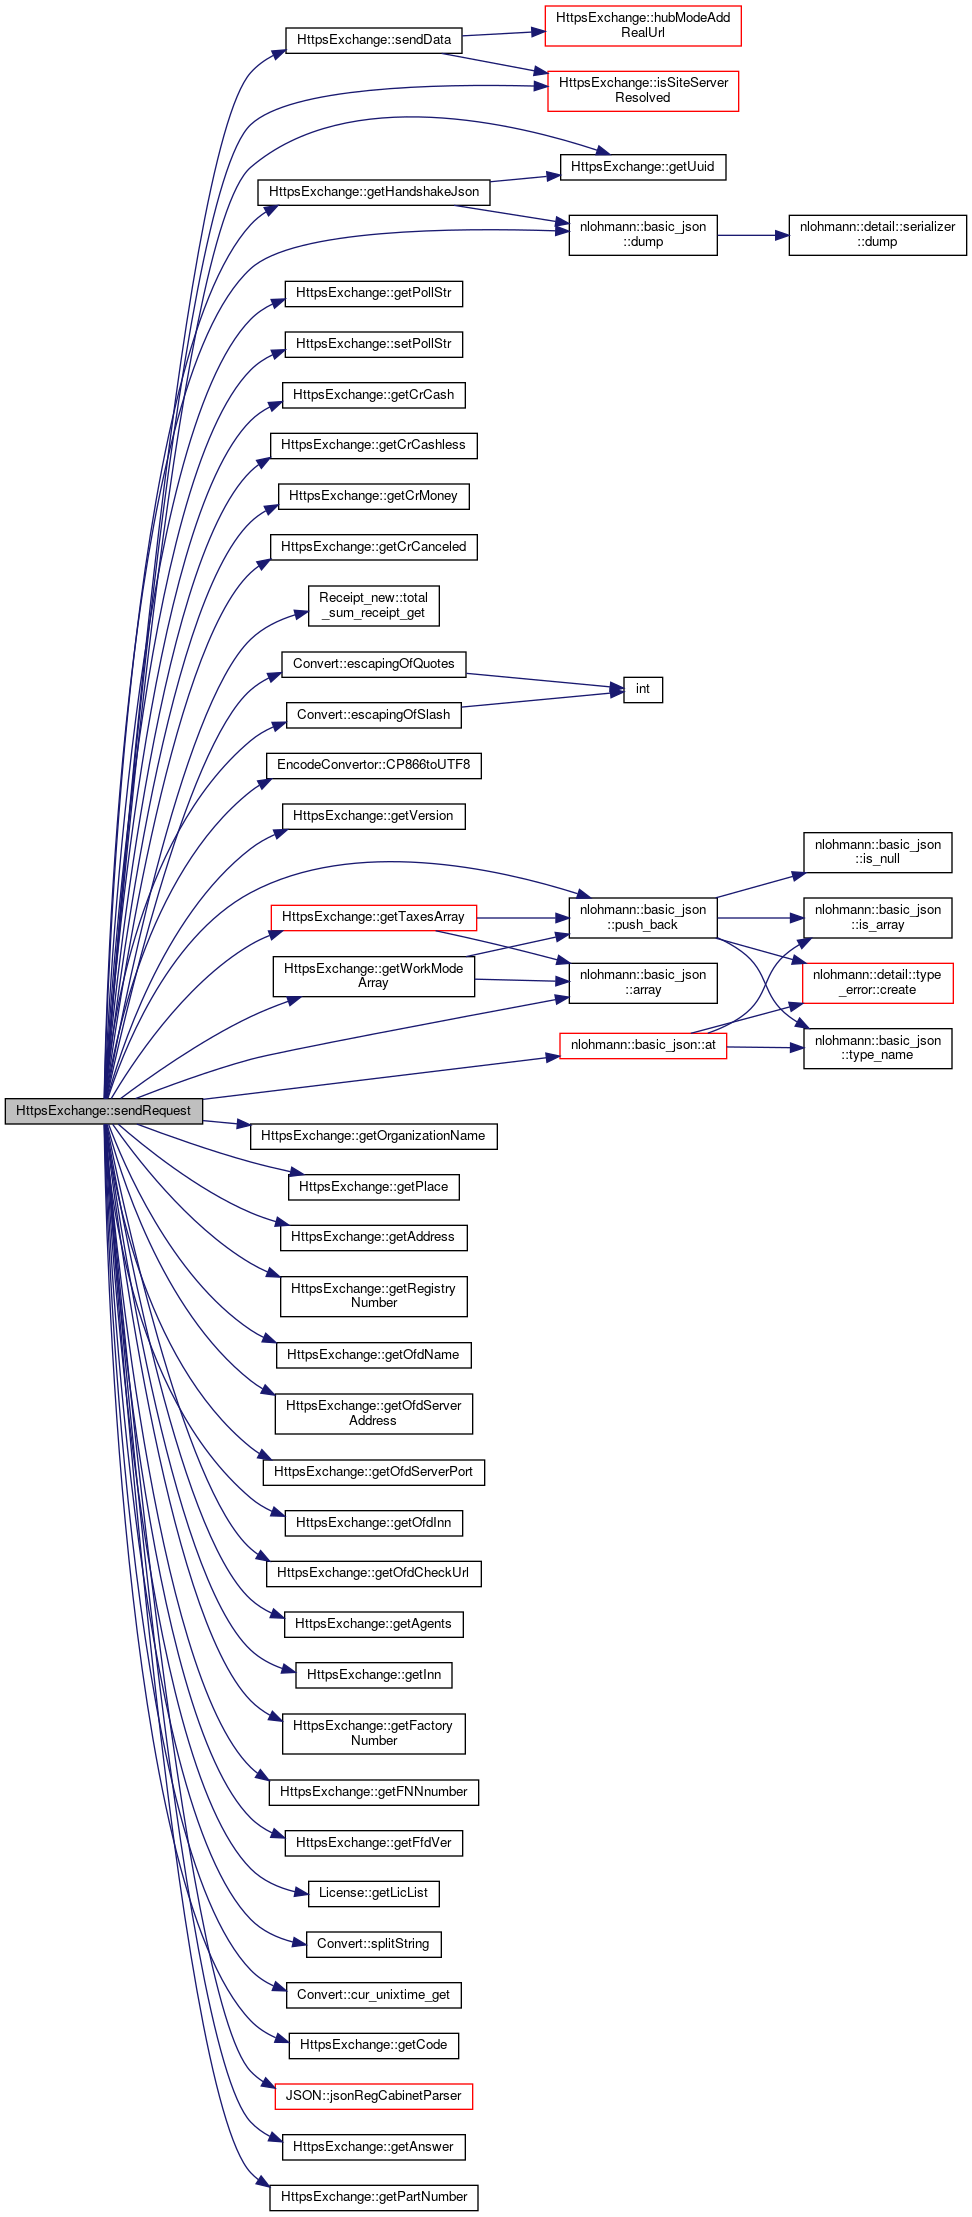 HttpsExchange::sendData
HttpsExchange::hubModeAdd
RealUrl
HttpsExchange::isSiteServer
Resolved
HttpsExchange::getUuid
HttpsExchange::getHandshakeJson
nlohmann::basic_json
::dump
nlohmann::detail::serializer
::dump
HttpsExchange::getPollStr
HttpsExchange::setPollStr
HttpsExchange::getCrCash
HttpsExchange::getCrCashless
HttpsExchange::getCrMoney
HttpsExchange::getCrCanceled
Receipt_new::total
_sum_receipt_get
Convert::escapingOfQuotes
int
Convert::escapingOfSlash
EncodeConvertor::CP866toUTF8
HttpsExchange::getVersion
nlohmann::basic_json
::is_null
HttpsExchange::getTaxesArray
nlohmann::basic_json
::push_back
nlohmann::basic_json
::is_array
HttpsExchange::getWorkMode
Array
nlohmann::basic_json
::array
nlohmann::detail::type
_error::create
nlohmann::basic_json::at
nlohmann::basic_json
::type_name
HttpsExchange::sendRequest
HttpsExchange::getOrganizationName
HttpsExchange::getPlace
HttpsExchange::getAddress
HttpsExchange::getRegistry
Number
HttpsExchange::getOfdName
HttpsExchange::getOfdServer
Address
HttpsExchange::getOfdServerPort
HttpsExchange::getOfdInn
HttpsExchange::getOfdCheckUrl
HttpsExchange::getAgents
HttpsExchange::getInn
HttpsExchange::getFactory
Number
HttpsExchange::getFNNnumber
HttpsExchange::getFfdVer
License::getLicList
Convert::splitString
Convert::cur_unixtime_get
HttpsExchange::getCode
JSON::jsonRegCabinetParser
HttpsExchange::getAnswer
HttpsExchange::getPartNumber